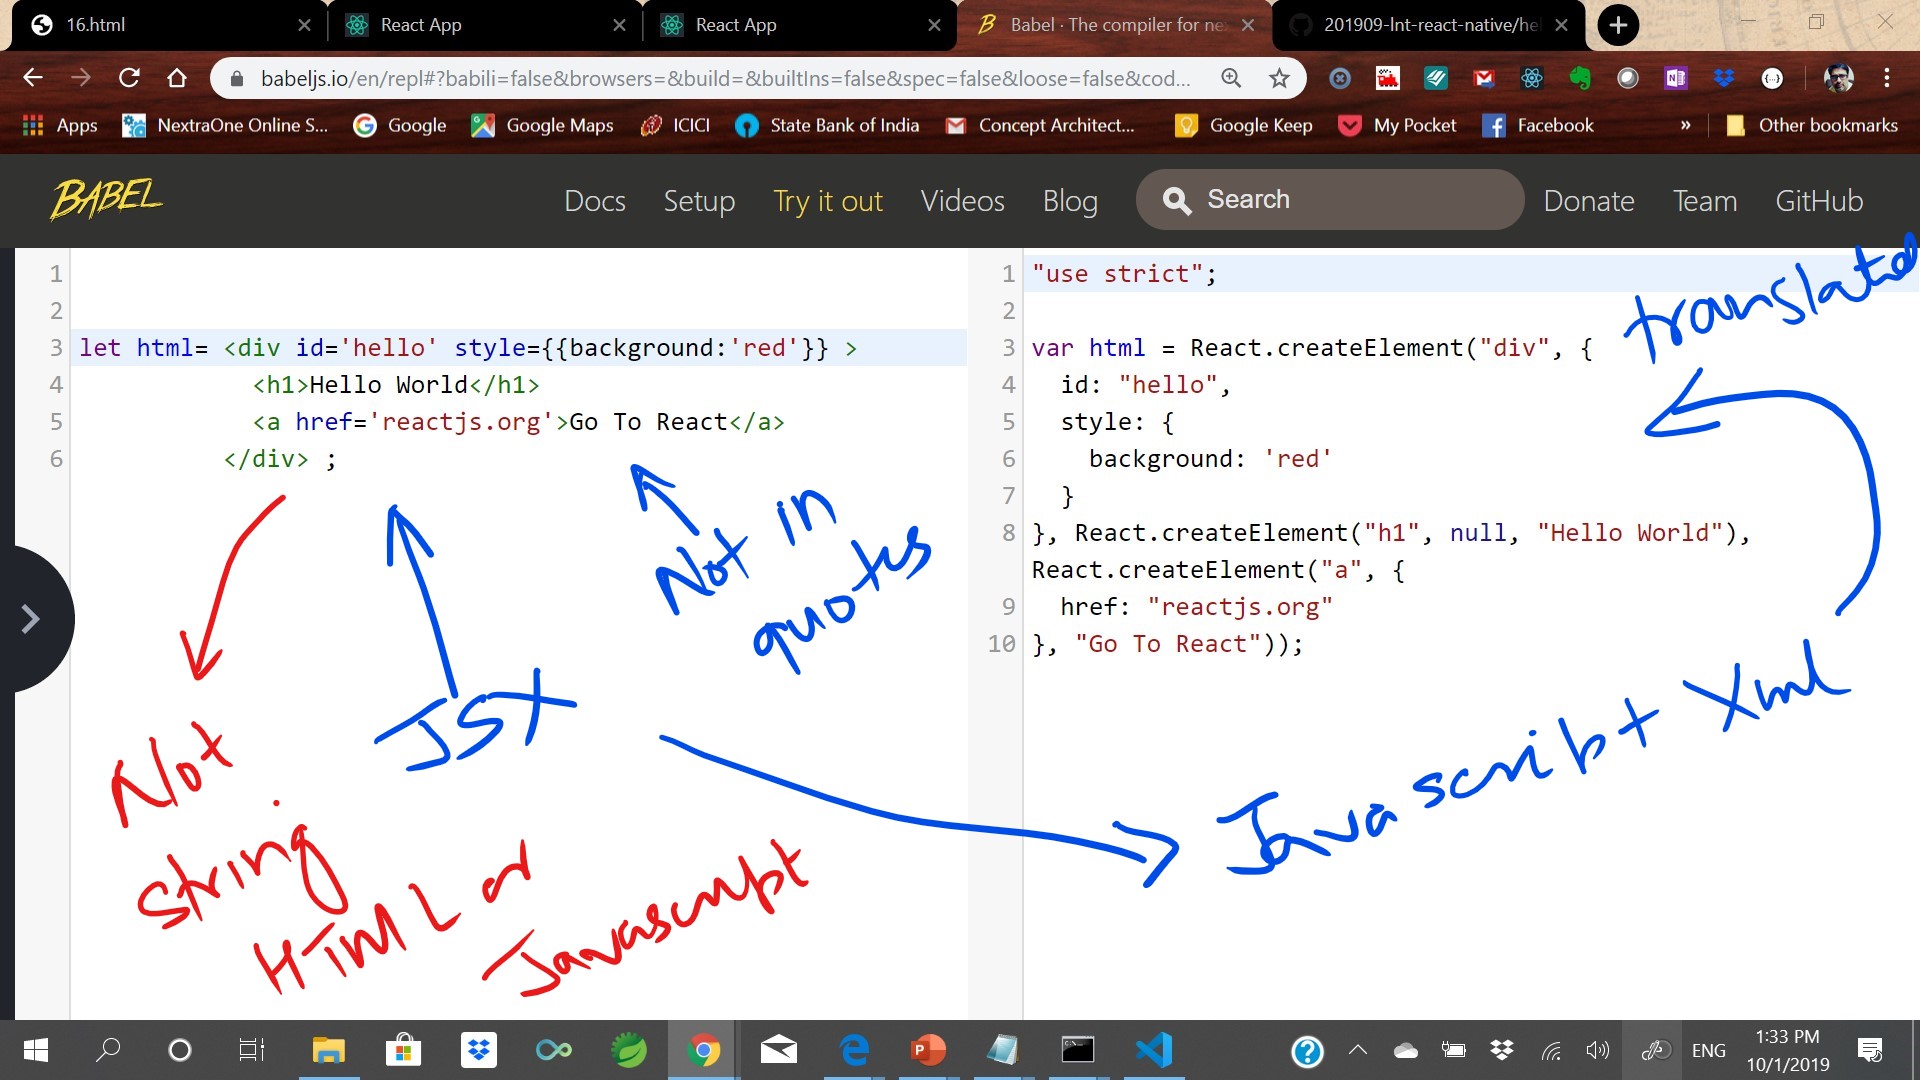 16.html
React App
React App
Babel · The compiler for ne
201909-Int-react-native/hel
babeljs.io/en/repl#?babili=false&browsers=&build=&builtIns=false&spec=false&loose=false&cod...
Apps
NextraOne Online S...
Google
Google Maps
ICICI
State Bank of India
Concept Architect...
Google Keep
My Pocket
Facebook
»
Other bookmarks
BABEL
Docs
Setup
Try it out
Videos
Blog
Search
Donate
Team
GitHub
1
2
3 let html= <div id='hello' style={{background:'red'}} >
4 <h1>Hello World</h1>
5 <a href='reactjs.org'>Go To React</a>
6 </div> ;
1 "use strict";
2
3 var html = React.createElement("div", {
4 id: "hello",
5 style: {
6 background: 'red'
7 }
8 }, React.createElement("h1", null, "Hello World"),
React.createElement("a", {
9 href: "reactjs.org"
10 }, "Go To React"));
translated
Not in
quotes
JSX
Javascript Xml
Not
String
HTML or
Javascript
ENG
1:33 PM
10/1/2019